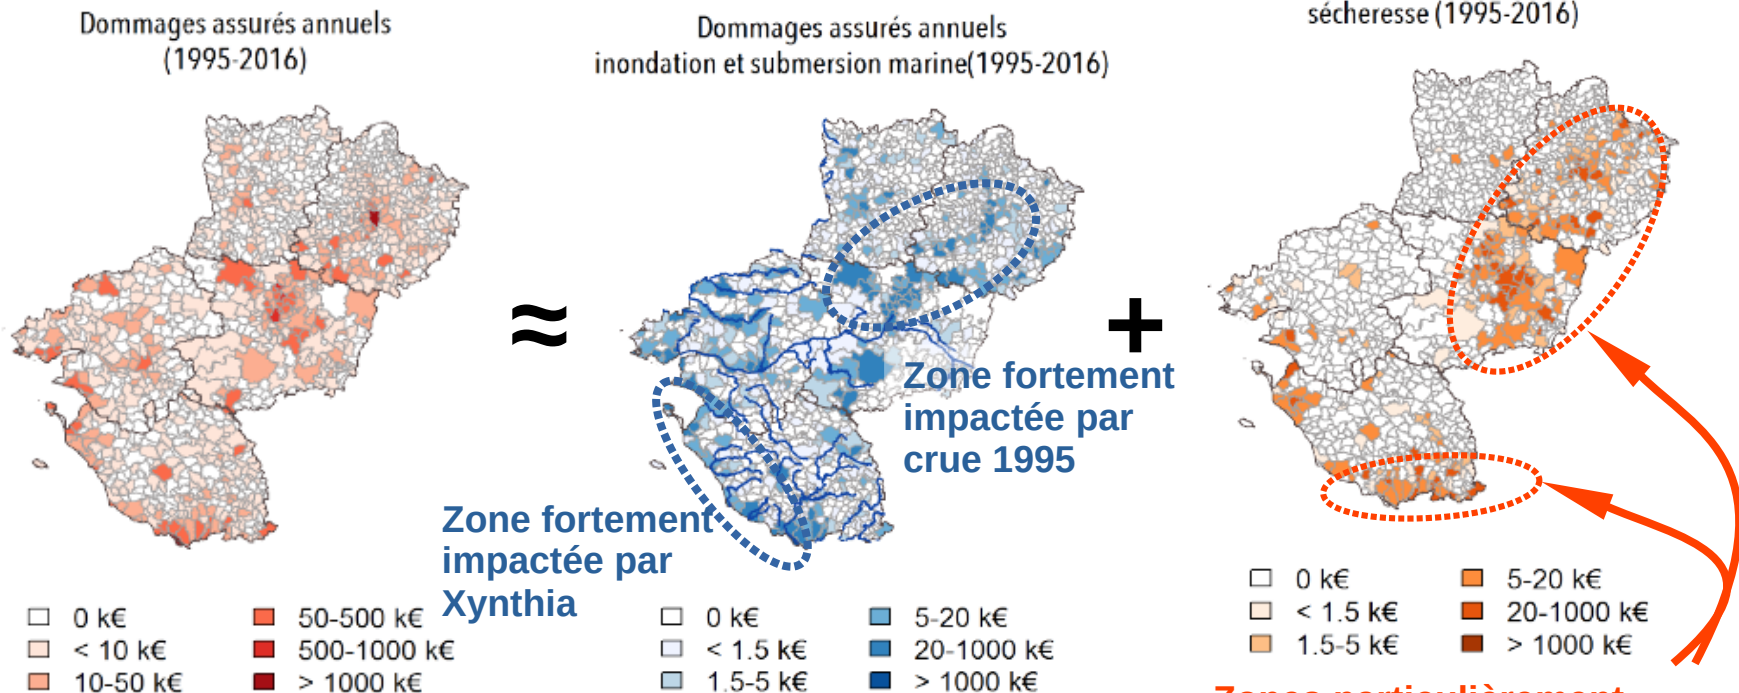 Dommages assurés annuels
(1995-2016)
Dommages assurés annuels
inondation et submersion marine(1995-2016)
sécheresse (1995-2016)
≈
+
Zone fortement
impactée par
crue 1995
Zone fortement
impactée par
Xynthia
0 k€
< 10 k€
10-50 k€
50-500 k€
500-1000 k€
> 1000 k€
0 k€
< 1.5 k€
1.5-5 k€
5-20 k€
20-1000 k€
> 1000 k€
0 k€
< 1.5 k€
1.5-5 k€
5-20 k€
20-1000 k€
> 1000 k€
Zones particulièrement